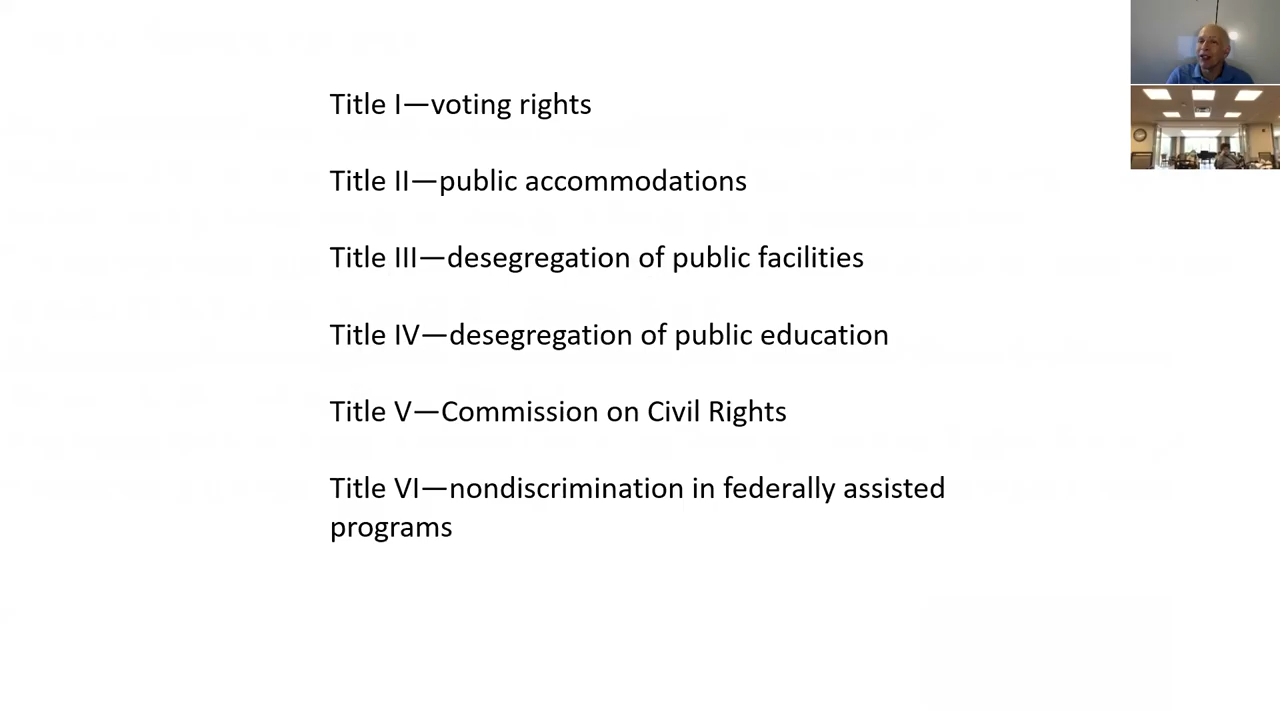 Title I—voting rights
Title II—public accommodations
Title III—desegregation of public facilities
Title IV—desegregation of public education
Title V—Commission on Civil Rights
Title VI—nondiscrimination in federally assisted
programs